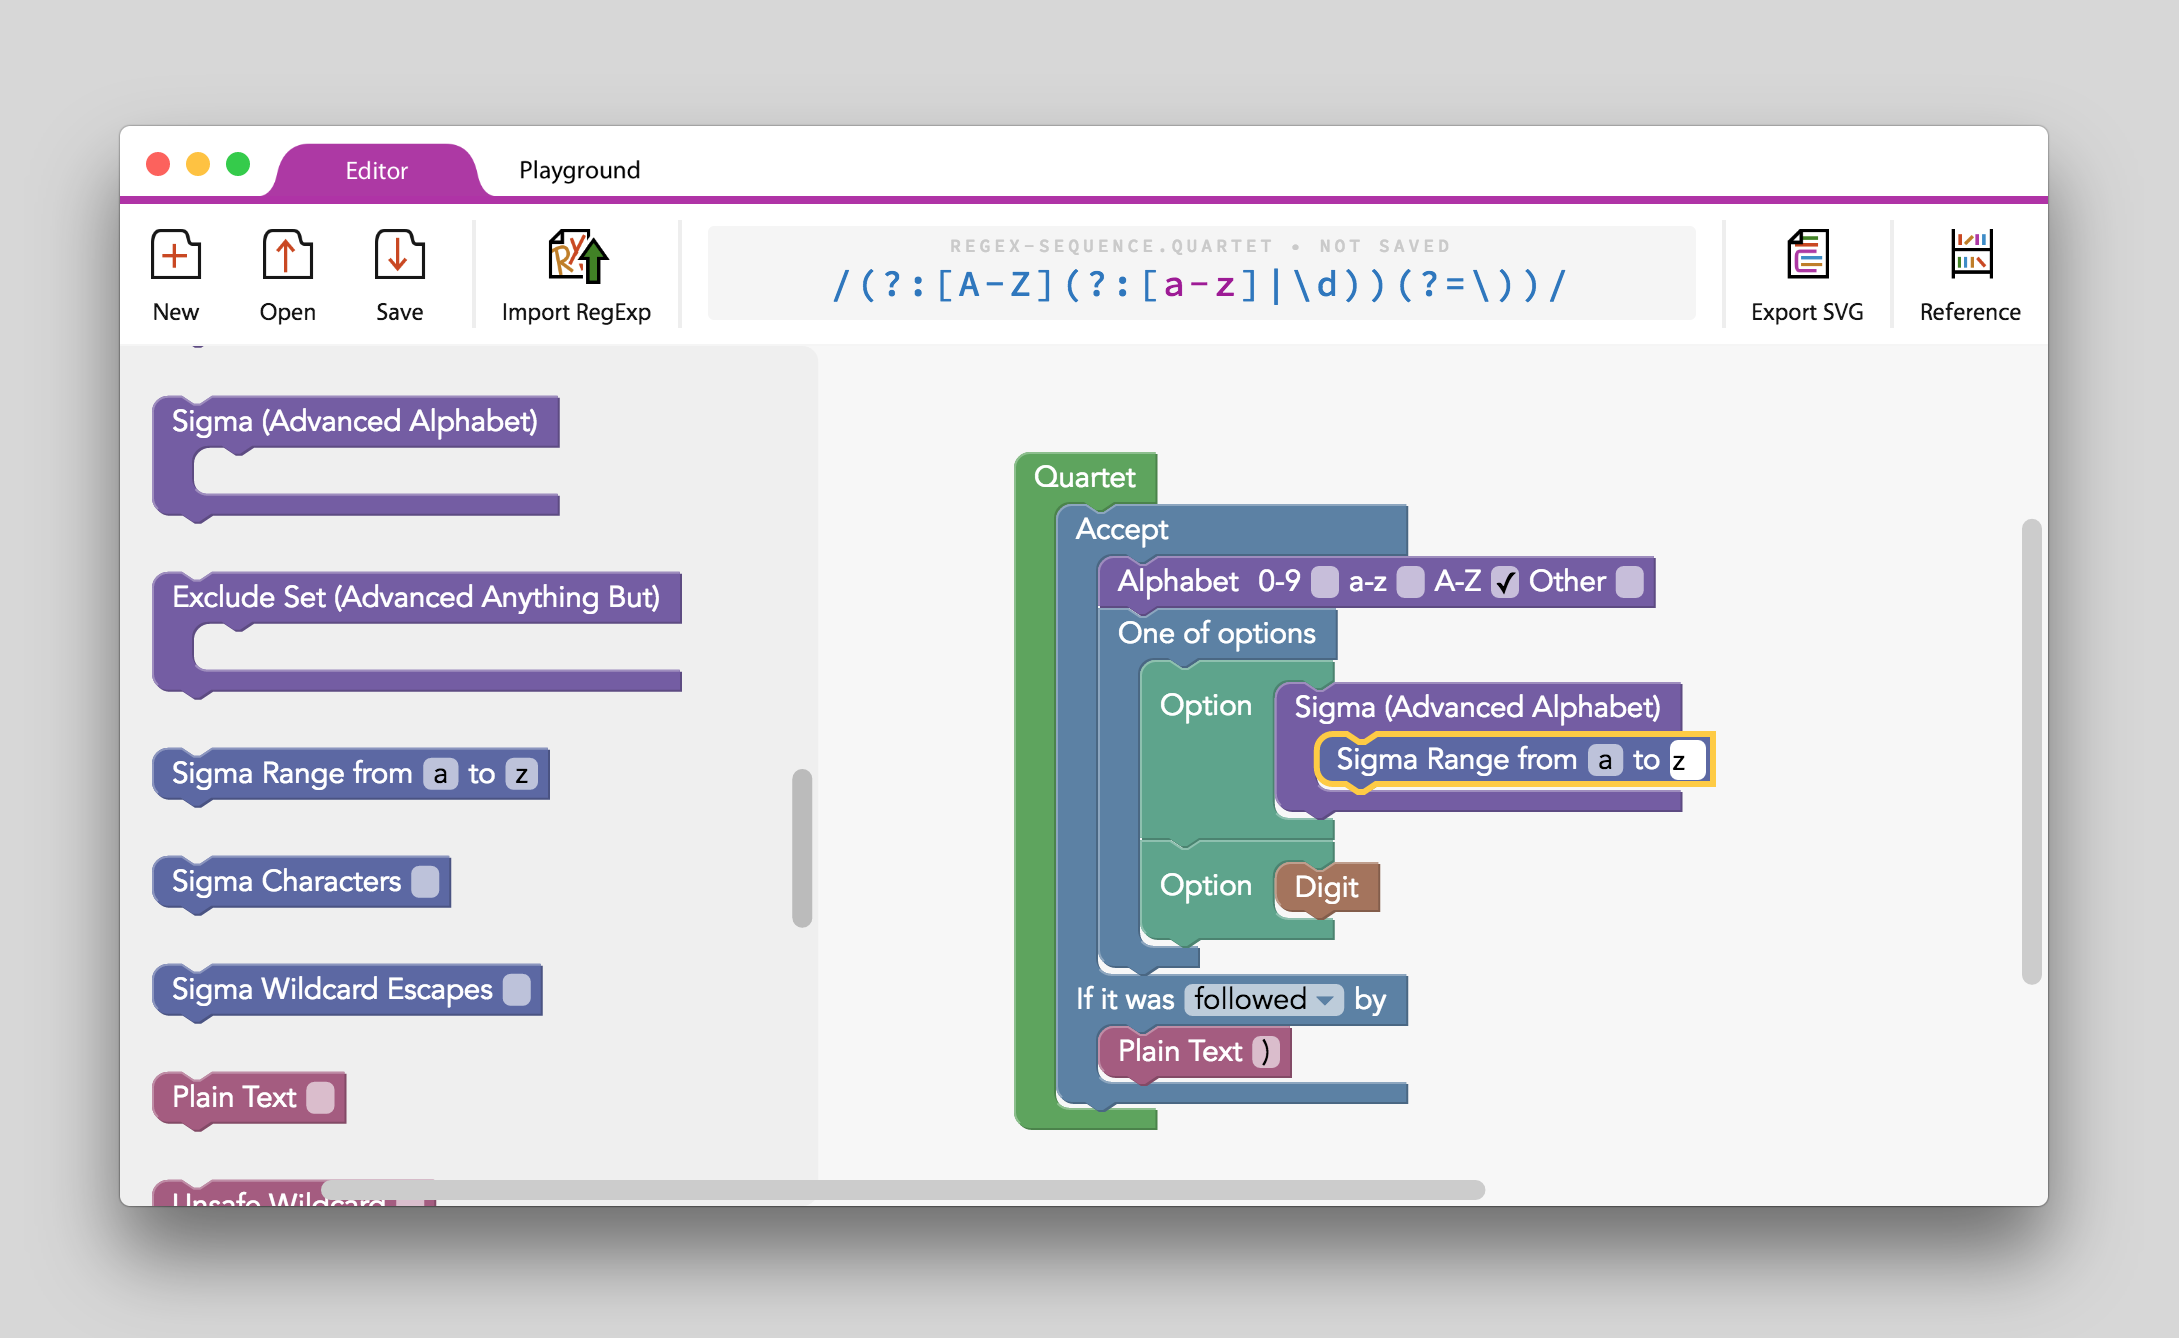 Editor
Playground
New
Open
Save
Import RegExp
REGEX-SEQUENCE.QUARTET • NOT SAVED
/(?:[A-Z](?:[a-z]|\d))(?=\))/
Export SVG
Reference
Sigma (Advanced Alphabet)
Exclude Set (Advanced Anything But)
Sigma Range from a to z
Sigma Characters
Sigma Wildcard Escapes
Plain Text
Unsafe Wildcard
Quartet
Accept
Alphabet 0-9 a-z A-Z ✓ Other
One of options
Option
Sigma (Advanced Alphabet)
Sigma Range from a to z
Option
Digit
If it was followed by
Plain Text )